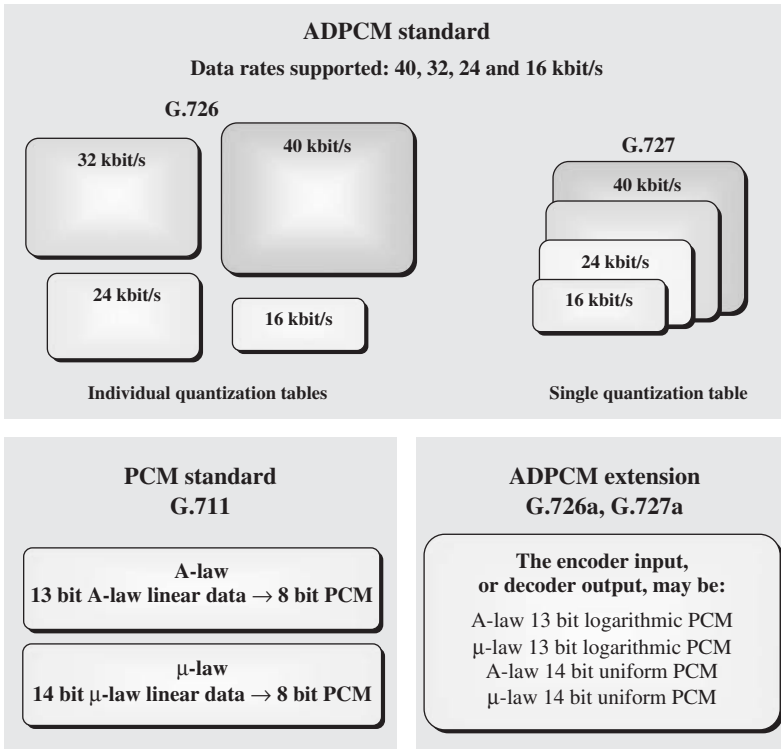 ADPCM standard
Data rates supported: 40, 32, 24 and 16 kbit/s
G.726
32 kbit/s
40 kbit/s
24 kbit/s
16 kbit/s
Individual quantization tables
G.727
40 kbit/s
24 kbit/s
16 kbit/s
Single quantization table
PCM standard
G.711
A-law
13 bit A-law linear data → 8 bit PCM
μ-law
14 bit μ-law linear data → 8 bit PCM
ADPCM extension
G.726a, G.727a
The encoder input,
or decoder output, may be:
A-law 13 bit logarithmic PCM
μ-law 13 bit logarithmic PCM
A-law 14 bit uniform PCM
μ-law 14 bit uniform PCM